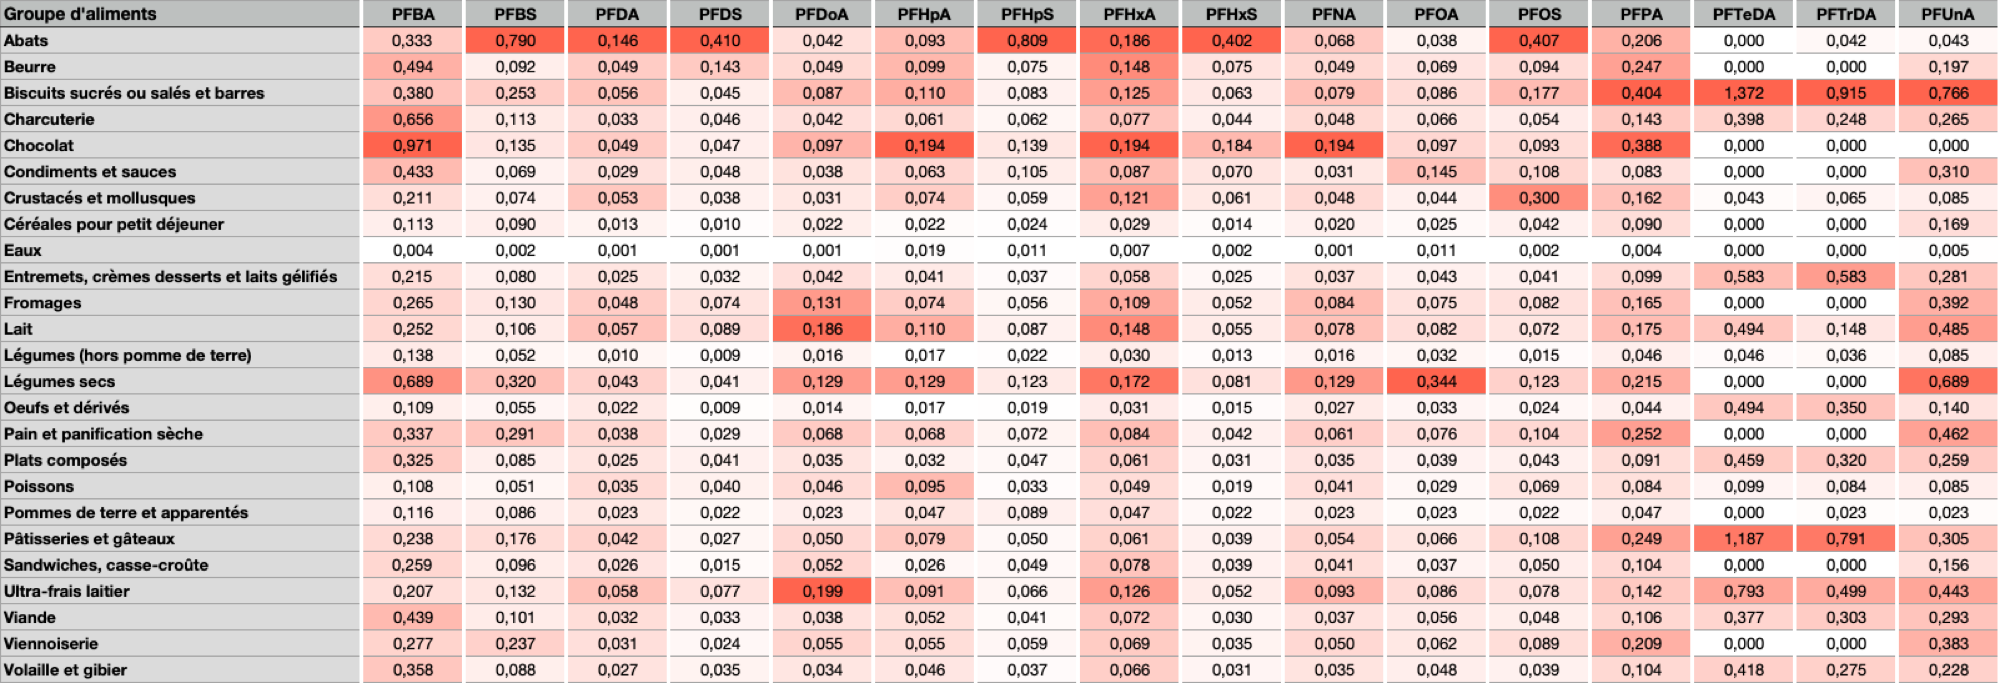 Groupe d'aliments PFBA PFBS PFDA PFDS PFDoA PFHpA PFHpS PFHxA PFHxS PFNA PFOA PFOS PFPA PFTeDA PFTrDA PFUnA
Abats 0,333 0,790 0,146 0,410 0,042 0,093 0,809 0,186 0,402 0,068 0,038 0,407 0,206 0,000 0,042 0,043
Beurre 0,494 0,092 0,049 0,143 0,049 0,099 0,075 0,148 0,075 0,049 0,069 0,094 0,247 0,000 0,000 0,197
Biscuits sucrés ou salés et barres 0,380 0,253 0,056 0,045 0,087 0,110 0,083 0,125 0,063 0,079 0,086 0,177 0,404 1,372 0,915 0,766
Charcuterie 0,656 0,113 0,033 0,046 0,042 0,061 0,062 0,077 0,044 0,048 0,066 0,054 0,143 0,398 0,248 0,265
Chocolat 0,971 0,135 0,049 0,047 0,097 0,194 0,139 0,194 0,184 0,194 0,097 0,093 0,388 0,000 0,000 0,000
Condiments et sauces 0,433 0,069 0,029 0,048 0,038 0,063 0,105 0,087 0,070 0,031 0,145 0,108 0,083 0,000 0,000 0,310
Crustacés et mollusques 0,211 0,074 0,053 0,038 0,031 0,074 0,059 0,121 0,061 0,048 0,044 0,300 0,162 0,043 0,065 0,085
Céréales pour petit déjeuner 0,113 0,090 0,013 0,010 0,022 0,022 0,024 0,029 0,014 0,020 0,025 0,042 0,090 0,000 0,000 0,169
Eaux 0,004 0,002 0,001 0,001 0,001 0,019 0,011 0,007 0,002 0,001 0,011 0,002 0,004 0,000 0,000 0,005
Entremets, crèmes desserts et laits gélifiés 0,215 0,080 0,025 0,032 0,042 0,041 0,037 0,058 0,025 0,037 0,043 0,041 0,099 0,583 0,583 0,281
Fromages 0,265 0,130 0,048 0,074 0,131 0,074 0,056 0,109 0,052 0,084 0,075 0,082 0,165 0,000 0,000 0,392
Lait 0,252 0,106 0,057 0,089 0,186 0,110 0,087 0,148 0,055 0,078 0,082 0,072 0,175 0,494 0,148 0,485
Légumes (hors pomme de terre) 0,138 0,052 0,010 0,009 0,016 0,017 0,022 0,030 0,013 0,016 0,032 0,015 0,046 0,046 0,036 0,085
Légumes secs 0,689 0,320 0,043 0,041 0,129 0,129 0,123 0,172 0,081 0,129 0,344 0,123 0,215 0,000 0,000 0,689
Oeufs et dérivés 0,109 0,055 0,022 0,009 0,014 0,017 0,019 0,031 0,015 0,027 0,033 0,024 0,044 0,494 0,350 0,140
Pain et panification sèche 0,337 0,291 0,038 0,029 0,068 0,068 0,072 0,084 0,042 0,061 0,076 0,104 0,252 0,000 0,000 0,462
Plats composés 0,325 0,085 0,025 0,041 0,035 0,032 0,047 0,061 0,031 0,035 0,039 0,043 0,091 0,459 0,320 0,259
Poissons 0,108 0,051 0,035 0,040 0,046 0,095 0,033 0,049 0,019 0,041 0,029 0,069 0,084 0,099 0,084 0,085
Pommes de terre et apparentés 0,116 0,086 0,023 0,022 0,023 0,047 0,089 0,047 0,022 0,023 0,023 0,022 0,047 0,000 0,023 0,023
Pâtisseries et gâteaux 0,238 0,176 0,042 0,027 0,050 0,079 0,050 0,061 0,039 0,054 0,066 0,108 0,249 1,187 0,791 0,305
Sandwiches, casse-croûte 0,259 0,096 0,026 0,015 0,052 0,026 0,049 0,078 0,039 0,041 0,037 0,050 0,104 0,000 0,000 0,156
Ultra-frais laitier 0,207 0,132 0,058 0,077 0,199 0,091 0,066 0,126 0,052 0,093 0,086 0,078 0,142 0,793 0,499 0,443
Viande 0,439 0,101 0,032 0,033 0,038 0,052 0,041 0,072 0,030 0,037 0,056 0,048 0,106 0,377 0,303 0,293
Viennoiserie 0,277 0,237 0,031 0,024 0,055 0,055 0,059 0,069 0,035 0,050 0,062 0,089 0,209 0,000 0,000 0,383
Volaille et gibier 0,358 0,088 0,027 0,035 0,034 0,046 0,037 0,066 0,031 0,035 0,048 0,039 0,104 0,418 0,275 0,228